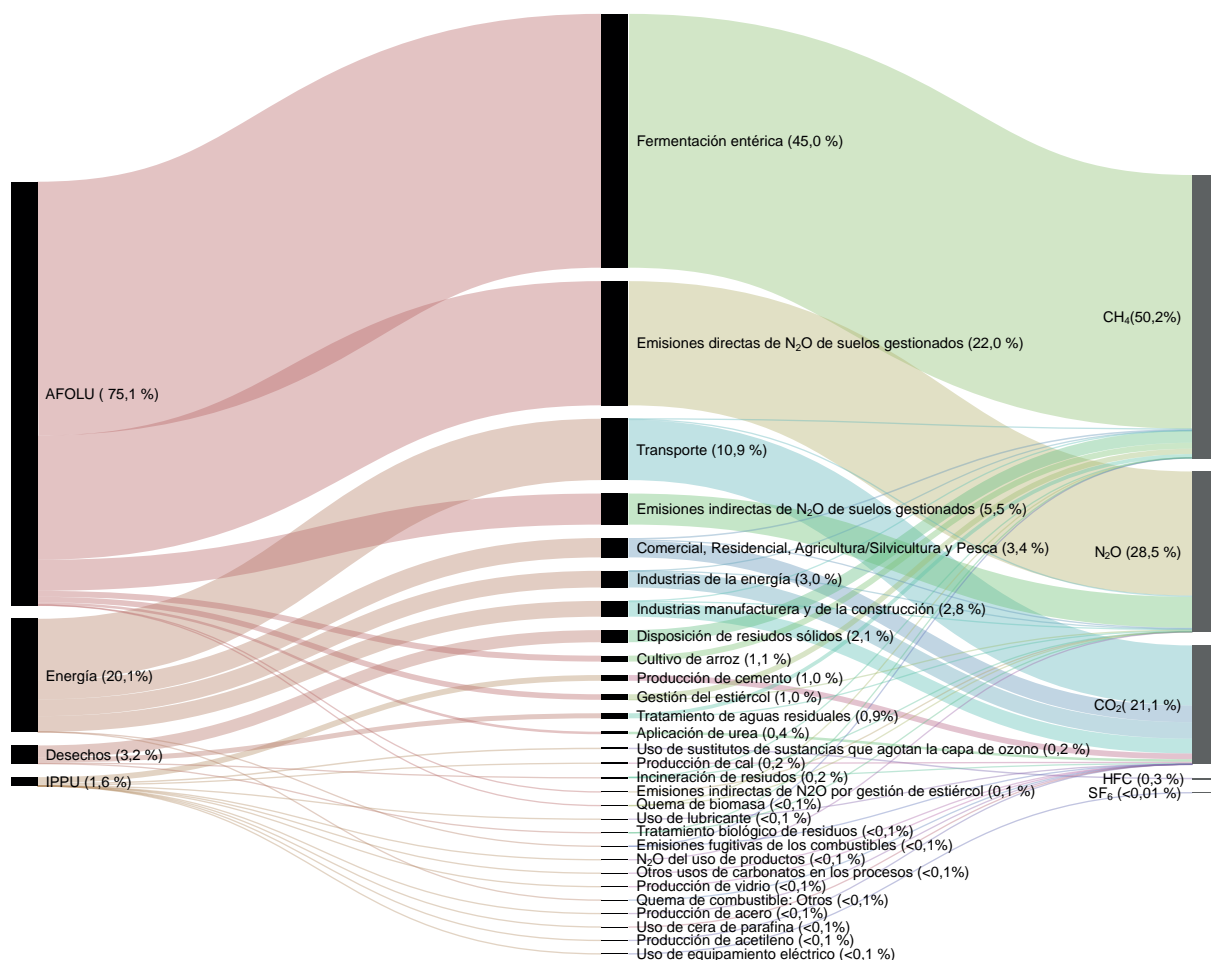 AFOLU ( 75,1 %)
Energía (20,1%)
Desechos (3,2 %)
IPPU (1,6 %)
Fermentación entérica (45,0 %)
Emisiones directas de N₂O de suelos gestionados (22,0 %)
Transporte (10,9 %)
Emisiones indirectas de N₂O de suelos gestionados (5,5 %)
Comercial, Residencial, Agricultura/Silvicultura y Pesca (3,4 %)
Industrias de la energía (3,0 %)
Industrias manufacturera y de la construcción (2,8 %)
Disposición de resiudos sólidos (2,1 %)
Cultivo de arroz (1,1 %)
Producción de cemento (1,0 %)
Gestión del estiércol (1,0 %)
Tratamiento de aguas residuales (0,9%)
Aplicación de urea (0,4 %)
Uso de sustitutos de sustancias que agotan la capa de ozono (0,2 %)
Producción de cal (0,2 %)
Incineración de resiudos (0,2 %)
Emisiones indirectas de N2O por gestión de estiércol (0,1 %)
Quema de biomasa (<0,1%)
Uso de lubricante (<0,1 %)
Tratamiento biológico de residuos (<0,1%)
Emisiones fugitivas de los combustibles (<0,1%)
N₂O del uso de productos (<0,1 %)
Otros usos de carbonatos en los procesos (<0,1%)
Producción de vidrio (<0,1%)
Quema de combustible: Otros (<0,1%)
Producción de acero (<0,1%)
Uso de cera de parafina (<0,1%)
Producción de acetileno (<0,1 %)
Uso de equipamiento eléctrico (<0,1 %)
CH₄(50,2%)
N₂O (28,5 %)
CO₂( 21,1 %)
HFC (0,3 %)
SF₆ (<0,01 %)